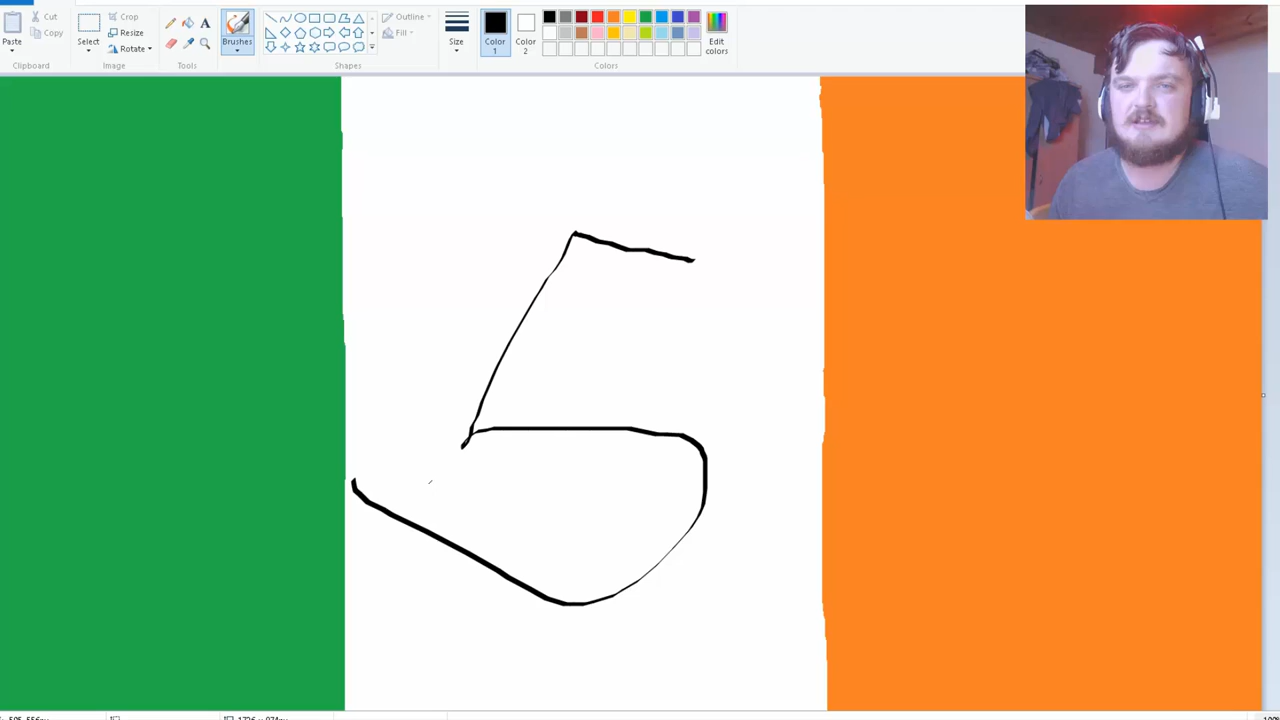 Paste
Cut
Copy
Clipboard
Select
Crop
Resize
Rotate
Image
A
Tools
Brushes
Outline
Fill
Shapes
Size
Color
1
Color
2
Edit
colors
Colors
5